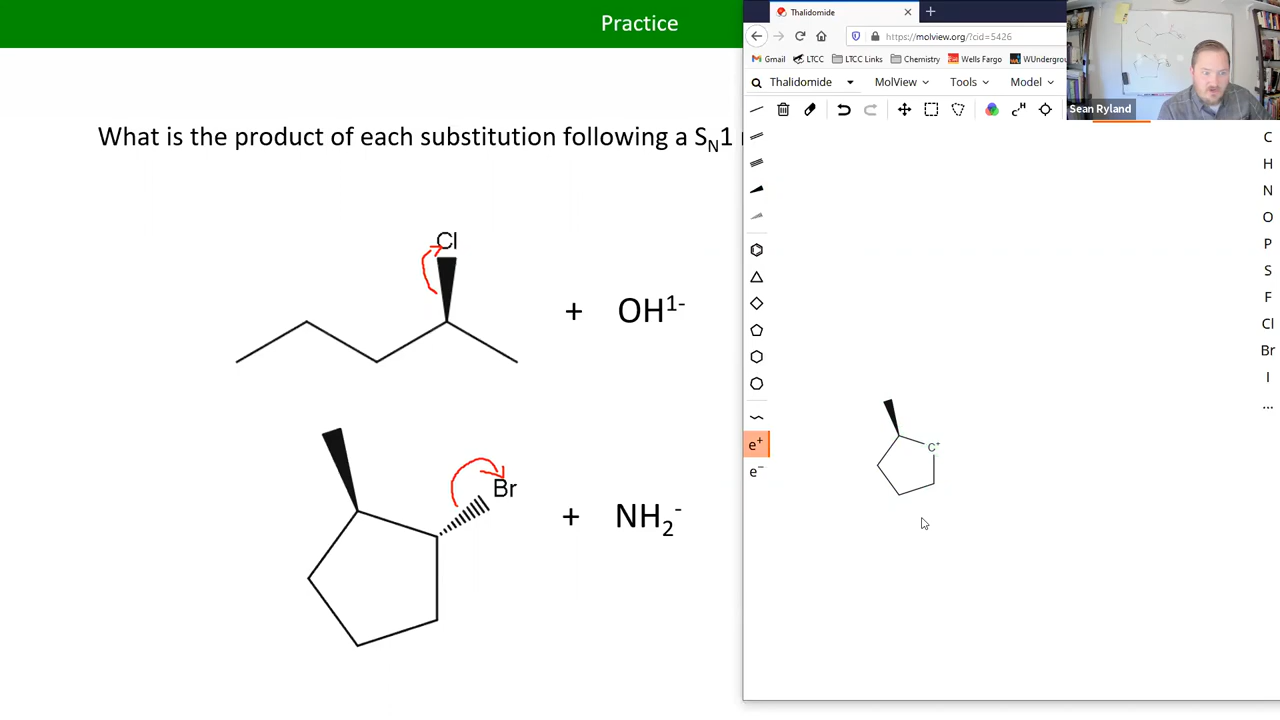 Practice
What is the product of each substitution following a SN1
Cl
+ OH1-
Br
+ NH2-
Thalidomide
https://molview.org/?cid=5426
Gmail LTCC LTCC Links Chemistry Wells Fargo WUndergrou
Thalidomide MolView Tools Model
Sean Ryland
C
H
N
O
P
S
F
Cl
Br
I
...
C+
e+
e-